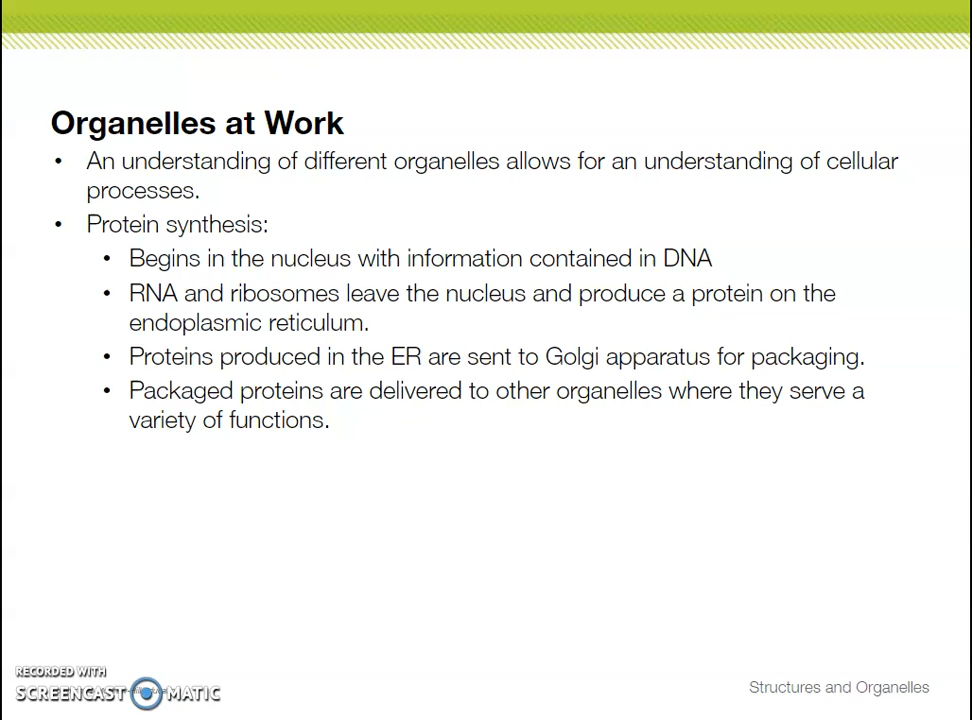 Organelles at Work
• An understanding of different organelles allows for an understanding of cellular
processes.
• Protein synthesis:
• Begins in the nucleus with information contained in DNA
• RNA and ribosomes leave the nucleus and produce a protein on the
endoplasmic reticulum.
• Proteins produced in the ER are sent to Golgi apparatus for packaging.
• Packaged proteins are delivered to other organelles where they serve a
variety of functions.
RECORDED WITH
SCREENCAST MATIC
Structures and Organelles